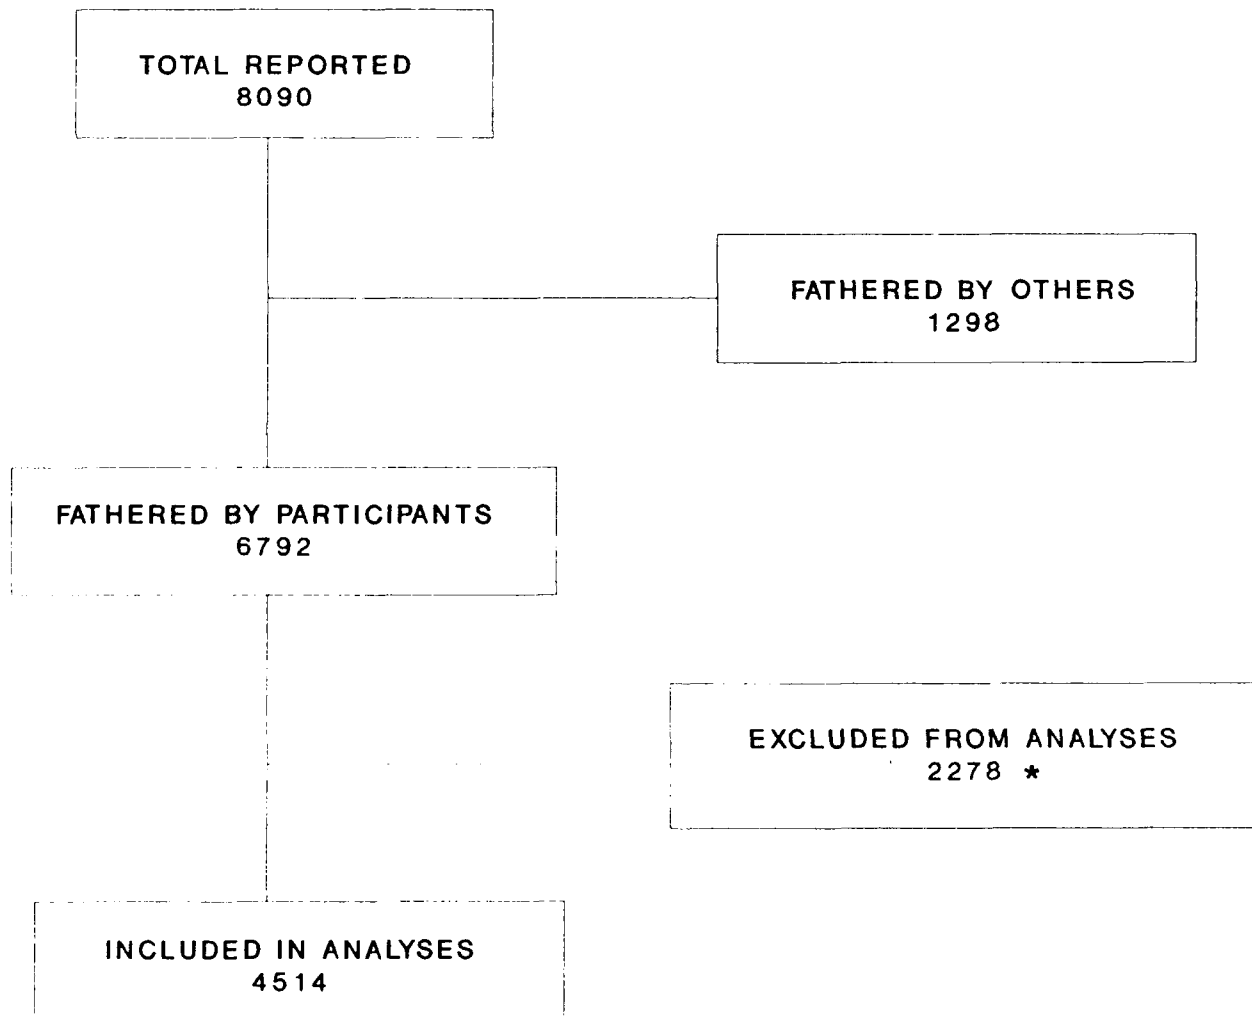 TOTAL REPORTED
8090
FATHERED BY OTHERS
1298
FATHERED BY PARTICIPANTS
6792
EXCLUDED FROM ANALYSES
2278 *
INCLUDED IN ANALYSES
4514